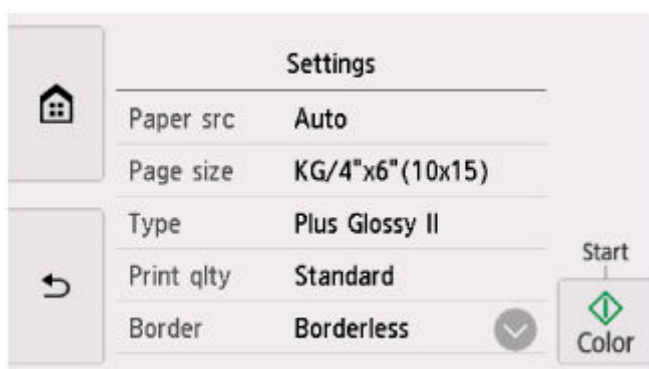 Settings
Paper src Auto
Page size KG/4"x6"(10x15)
Type Plus Glossy II
Print qlty Standard
Border Borderless
Start
Color